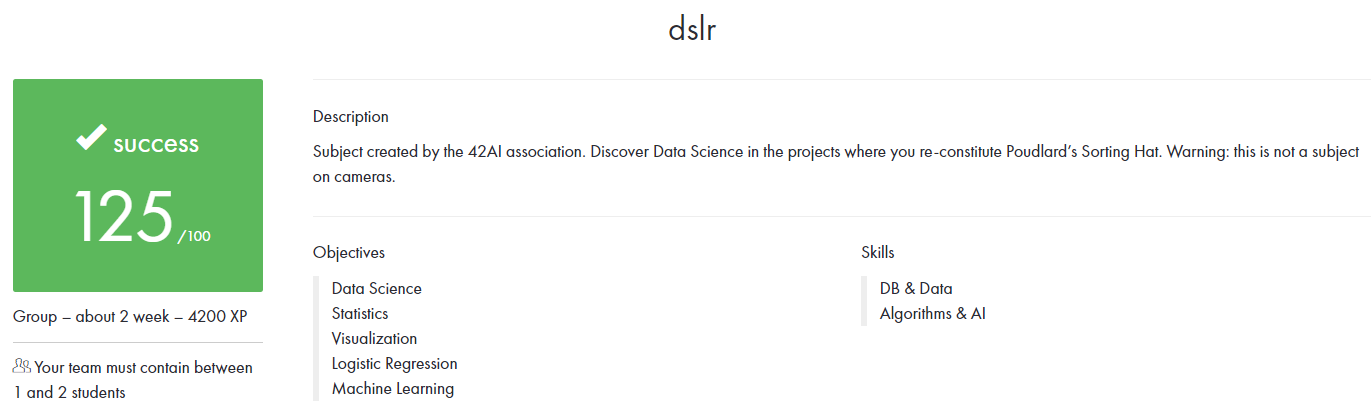 dslr
success
125 /100
Group – about 2 week – 4200 XP
Your team must contain between
1 and 2 students
Description
Subject created by the 42AI association. Discover Data Science in the projects where you re-constitute Poudlard’s Sorting Hat. Warning: this is not a subject
on cameras.
Objectives
Data Science
Statistics
Visualization
Logistic Regression
Machine Learning
Skills
DB & Data
Algorithms & AI